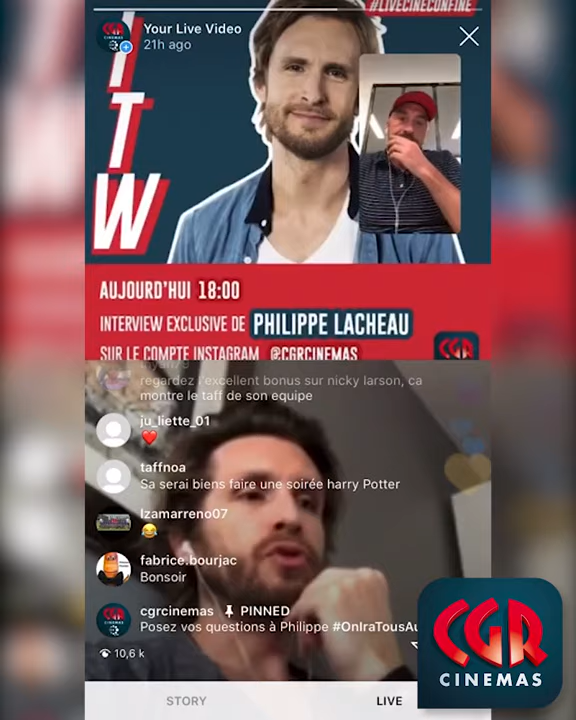 #LIVECINECONFINE
CGR
CINEMAS
Your Live Video
21h ago
ITW
AUJOURD'HUI 18:00
INTERVIEW EXCLUSIVE DE PHILIPPE LACHEAU
SUR LE COMPTE INSTAGRAM @CGRCINEMAS
CGR
regardez l'excellent bonus sur nicky larson, ca
montre le taff de son equipe
ju_liette_01
❤️
taffnoa
Sa serai biens faire une soirée harry Potter
lzamarreno07
😂
fabrice.bourjac
Bonsoir
cgrcinemas PINNED
Posez vos questions à Philippe #OnIraTousAu
10,6 k
STORY
LIVE
CGR
CINEMAS